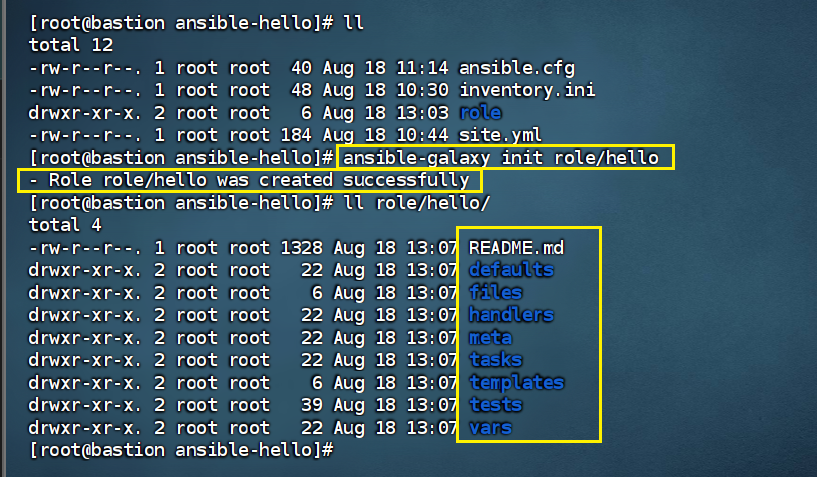 [root@bastion ansible-hello]# ll
total 12
-rw-r--r--. 1 root root  40 Aug 18 11:14 ansible.cfg
-rw-r--r--. 1 root root  48 Aug 18 10:30 inventory.ini
drwxr-xr-x. 2 root root   6 Aug 18 13:03 role
-rw-r--r--. 1 root root 184 Aug 18 10:44 site.yml
[root@bastion ansible-hello]# ansible-galaxy init role/hello
- Role role/hello was created successfully
[root@bastion ansible-hello]# ll role/hello/
total 4
-rw-r--r--. 1 root root 1328 Aug 18 13:07 README.md
drwxr-xr-x. 2 root root   22 Aug 18 13:07 defaults
drwxr-xr-x. 2 root root    6 Aug 18 13:07 files
drwxr-xr-x. 2 root root   22 Aug 18 13:07 handlers
drwxr-xr-x. 2 root root   22 Aug 18 13:07 meta
drwxr-xr-x. 2 root root   22 Aug 18 13:07 tasks
drwxr-xr-x. 2 root root    6 Aug 18 13:07 templates
drwxr-xr-x. 2 root root   39 Aug 18 13:07 tests
drwxr-xr-x. 2 root root   22 Aug 18 13:07 vars
[root@bastion ansible-hello]#